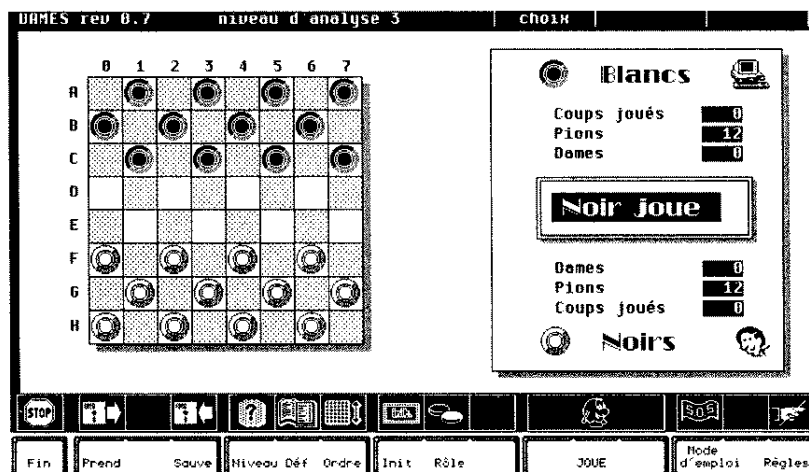 DAMES rev 0.7 niveau d'analyse 3 choix
0 1 2 3 4 5 6 7
A
B
C
D
E
F
G
H
Blancs
Coups joués 0
Pions 12
Dames 0
Noir joue
Dames 0
Pions 12
Coups joués 0
Noirs
STOP
?
SOS
Fin Prend Sauve Niveau Déf Ordre Init Rôle JOUE Mode d'emploi Règles